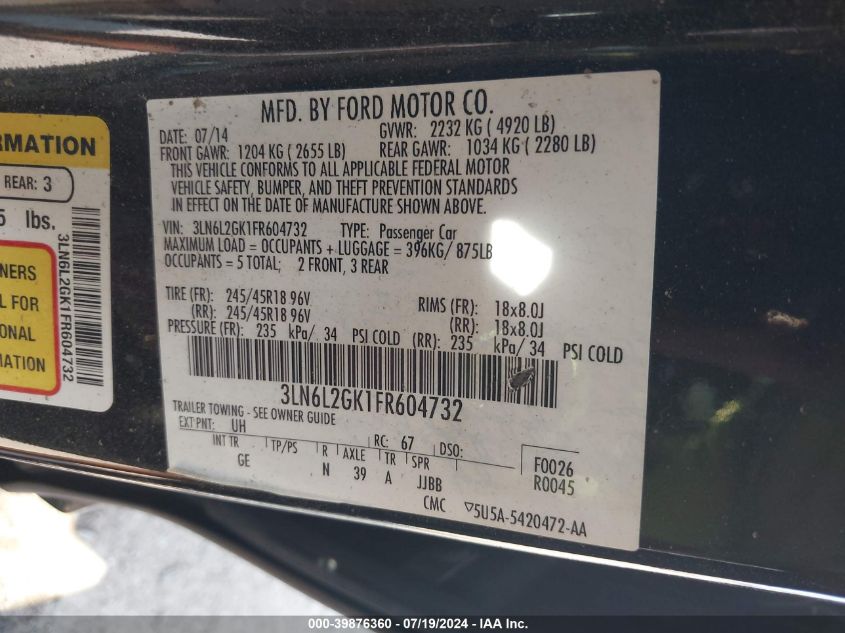 MFD. BY FORD MOTOR CO.
DATE: 07/14 GVWR: 2232 KG ( 4920 LB)
FRONT GAWR: 1204 KG ( 2655 LB) REAR GAWR: 1034 KG ( 2280 LB)
THIS VEHICLE CONFORMS TO ALL APPLICABLE FEDERAL MOTOR
VEHICLE SAFETY, BUMPER, AND THEFT PREVENTION STANDARDS
IN EFFECT ON THE DATE OF MANUFACTURE SHOWN ABOVE.
VIN: 3LN6L2GK1FR604732 TYPE: Passenger Car
MAXIMUM LOAD = OCCUPANTS + LUGGAGE = 396KG/ 875LB
OCCUPANTS = 5 TOTAL; 2 FRONT, 3 REAR
TIRE (FR): 245/45R18 96V RIMS (FR): 18x8.0J
(RR): 245/45R18 96V (RR): 18x8.0J
PRESSURE (FR): 235 kPa/ 34 PSI COLD (RR): 235 kPa/ 34 PSI COLD
3LN6L2GK1FR604732
TRAILER TOWING - SEE OWNER GUIDE
EXT PNT: UH RC: 67 DSO:
INT TR TP/PS R AXLE TR SPR F0026
GE N 39 A JJBB R0045
CMC ▽5U5A-5420472-AA
RMATION
REAR: 3
5 lbs.
NERS
L FOR
ONAL
MATION
3LN6L2GK1FR604732
000-39876360 - 07/19/2024 - IAA Inc.